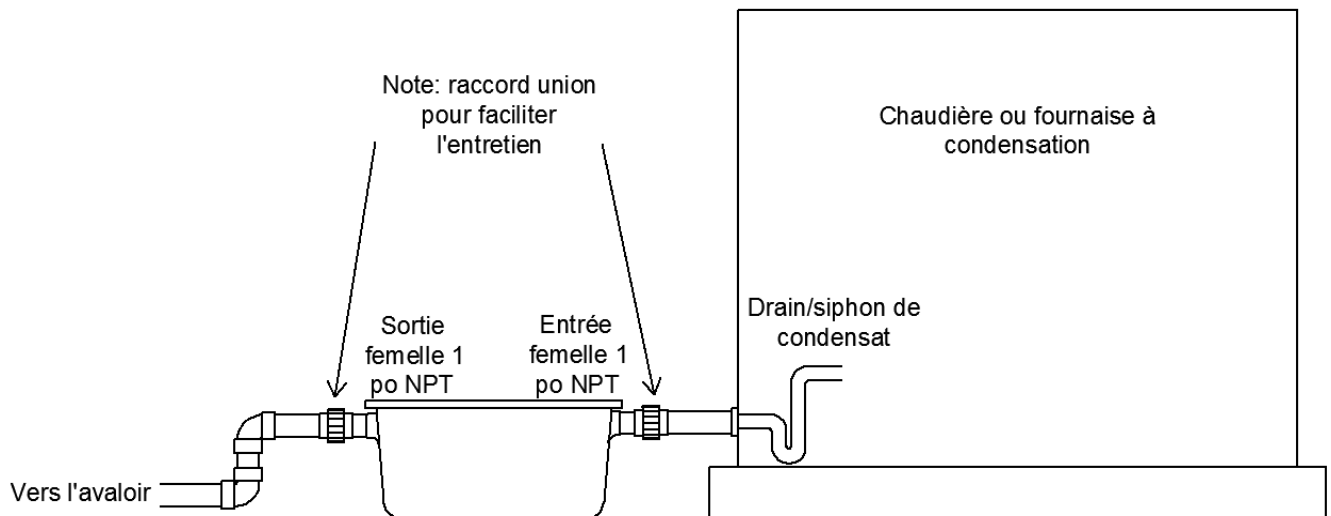 Note: raccord union
pour faciliter
l'entretien
Chaudière ou fournaise à
condensation
Drain/siphon de
condensat
Sortie
femelle 1
po NPT
Entrée
femelle 1
po NPT
Vers l'avaloir